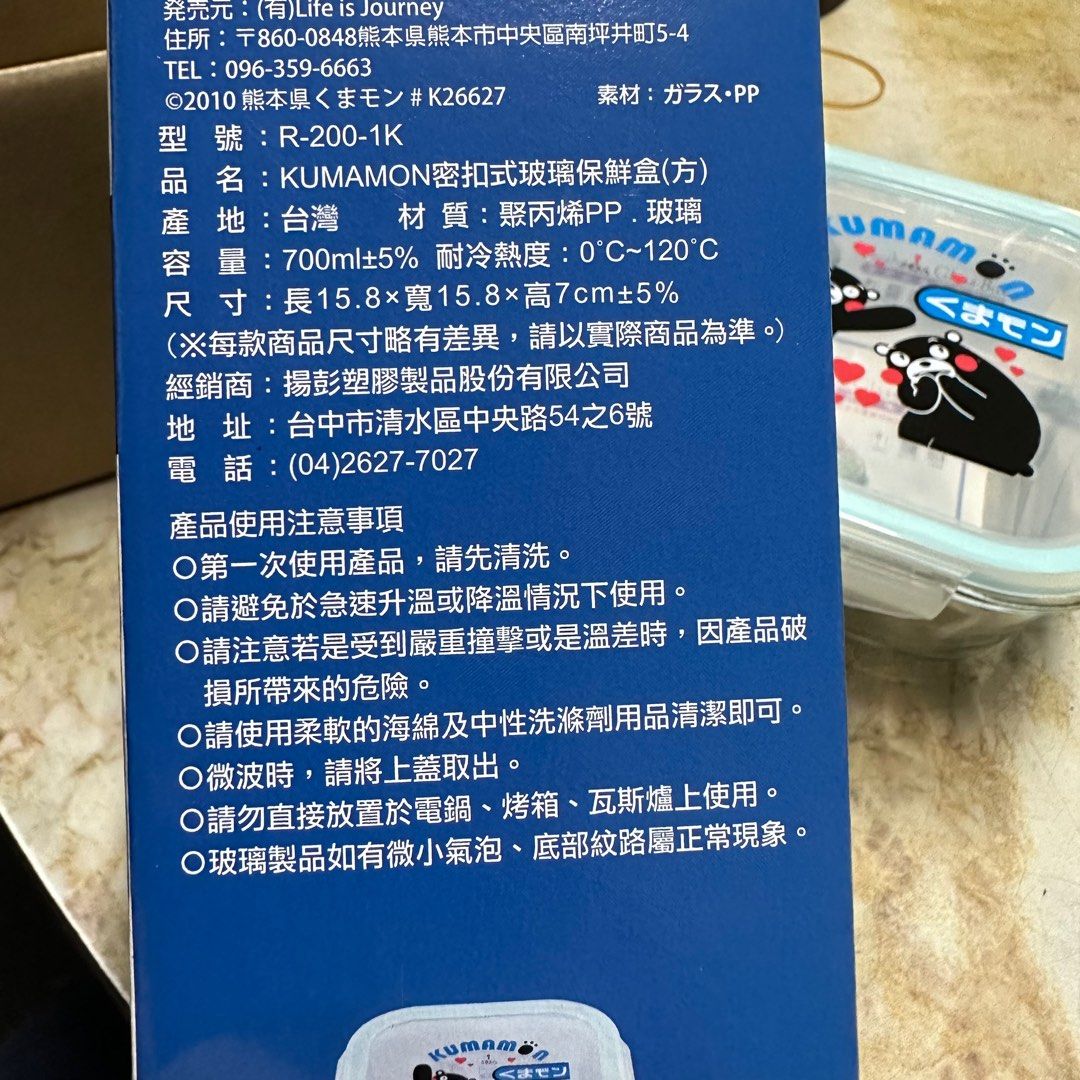 発売元：(有)Life is Journey
住所：〒860-0848熊本県熊本市中央區南坪井町5-4
TEL：096-359-6663
©2010 熊本県くまモン # K26627 素材：ガラス・PP
型 號：R-200-1K
品 名：KUMAMON密扣式玻璃保鮮盒(方)
產 地：台灣 材 質：聚丙烯PP . 玻璃
容 量：700ml±5% 耐冷熱度：0°C~120°C
尺 寸：長15.8×寬15.8×高7cm±5%
(※每款商品尺寸略有差異，請以實際商品為準。)
經銷商：揚彭塑膠製品股份有限公司
地 址：台中市清水區中央路54之6號
電 話：(04)2627-7027
產品使用注意事項
○第一次使用產品，請先清洗。
○請避免於急速升溫或降溫情況下使用。
○請注意若是受到嚴重撞擊或是溫差時，因產品破
損所帶來的危險。
○請使用柔軟的海綿及中性洗滌劑用品清潔即可。
○微波時，請將上蓋取出。
○請勿直接放置於電鍋、烤箱、瓦斯爐上使用。
○玻璃製品如有微小氣泡、底部紋路屬正常現象。
KUMAMON
くまモン
KUMAMON
くまモン